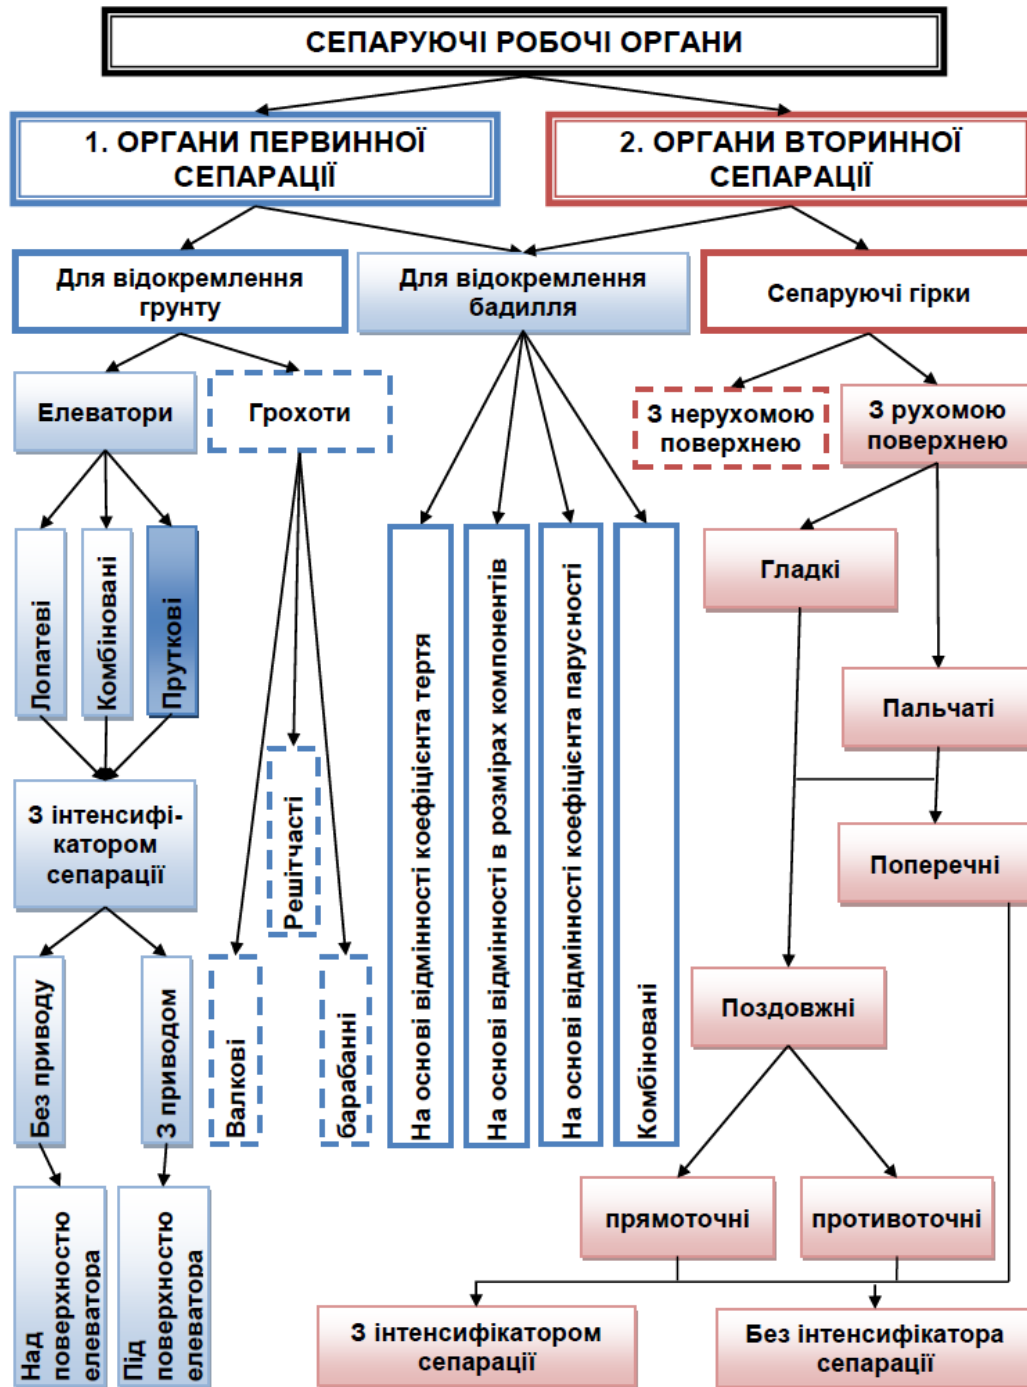 СЕПАРУЮЧІ РОБОЧІ ОРГАНИ
1. ОРГАНИ ПЕРВИННОЇ
СЕПАРАЦІЇ
2. ОРГАНИ ВТОРИННОЇ
СЕПАРАЦІЇ
Для відокремлення
грунту
Для відокремлення
бадилля
Сепаруючі гірки
Елеватори
Грохоти
З нерухомою
поверхнею
З рухомою
поверхнею
Лопатеві
Комбіновані
Пруткові
Гладкі
Пальчаті
З інтенсифі-
катором
сепарації
Решітчасті
Поперечні
На основі відмінності коефіцієнта тертя
На основі відмінності в розмірах компонентів
На основі відмінності коефіцієнта парусності
Комбіновані
Без приводу
З приводом
Валкові
барабанні
Поздовжні
Над
поверхностю
елеватора
Під
поверхностю
елеватора
прямоточні
противоточні
З інтенсифікатором
сепарації
Без інтенсифікатора
сепарації